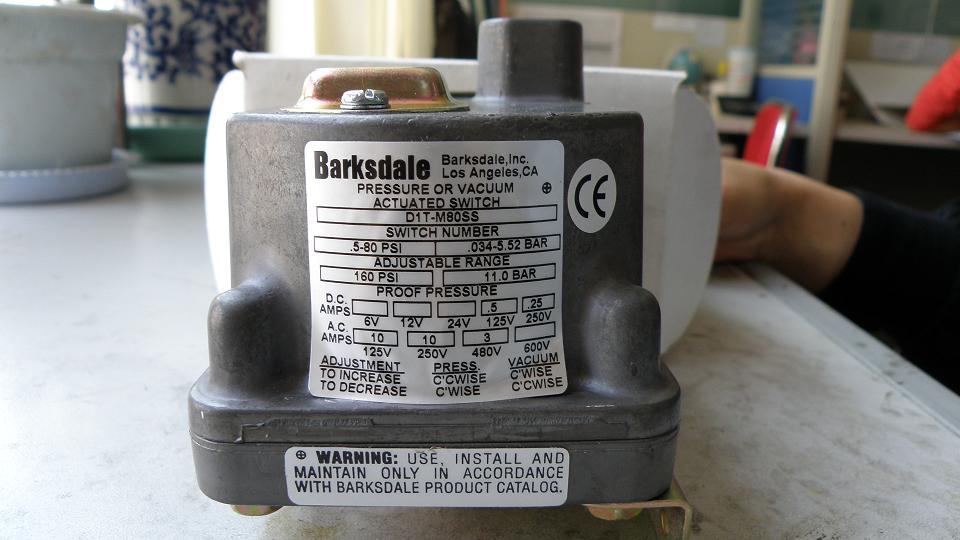 Barksdale Barksdale,Inc.
Los Angeles,CA
PRESSURE OR VACUUM
ACTUATED SWITCH
D1T-M80SS
SWITCH NUMBER
.5-80 PSI .034-5.52 BAR
ADJUSTABLE RANGE
160 PSI 11.0 BAR
PROOF PRESSURE
D.C. AMPS .5 .25
6V 12V 24V 125V 250V
A.C. AMPS 10 10 3
125V 250V 480V 600V
ADJUSTMENT PRESS. VACUUM
TO INCREASE C'CWISE C'WISE
TO DECREASE C'WISE C'CWISE
CE
WARNING: USE, INSTALL AND
MAINTAIN ONLY IN ACCORDANCE
WITH BARKSDALE PRODUCT CATALOG.